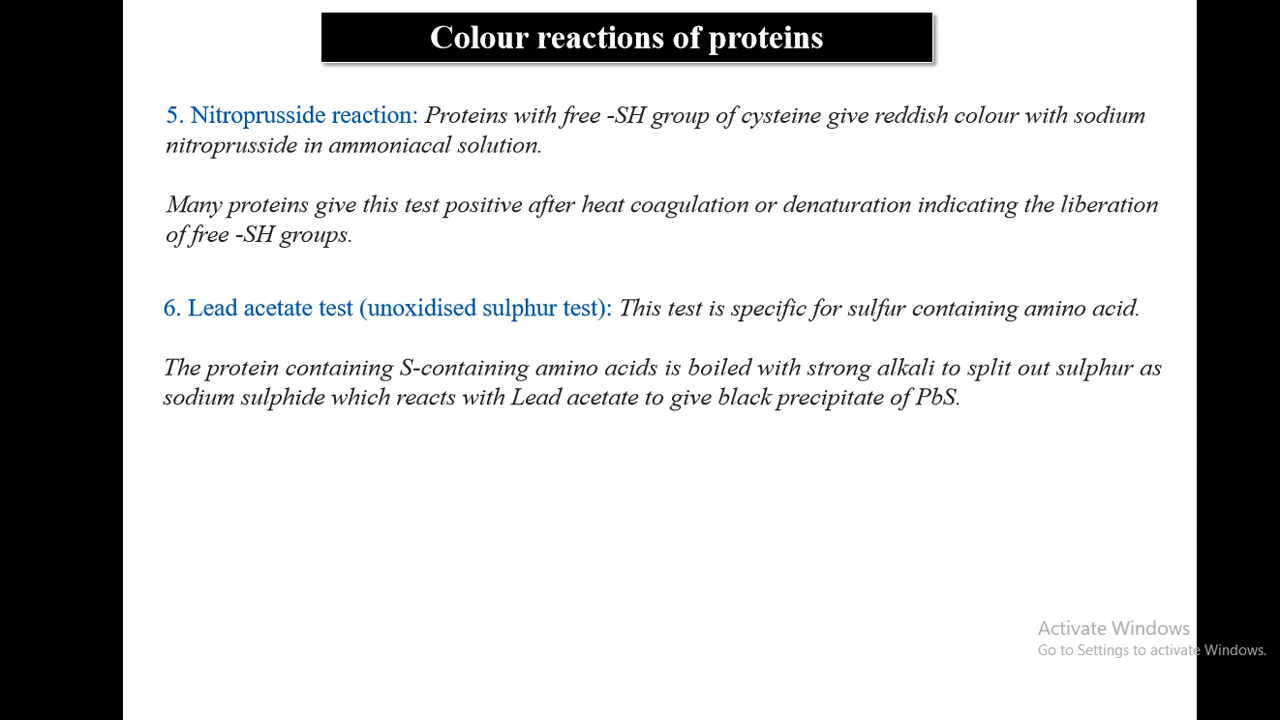 Colour reactions of proteins
5. Nitroprusside reaction: Proteins with free -SH group of cysteine give reddish colour with sodium
nitroprusside in ammoniacal solution.
Many proteins give this test positive after heat coagulation or denaturation indicating the liberation
of free -SH groups.
6. Lead acetate test (unoxidised sulphur test): This test is specific for sulfur containing amino acid.
The protein containing S-containing amino acids is boiled with strong alkali to split out sulphur as
sodium sulphide which reacts with Lead acetate to give black precipitate of PbS.
Activate Windows
Go to Settings to activate Windows.